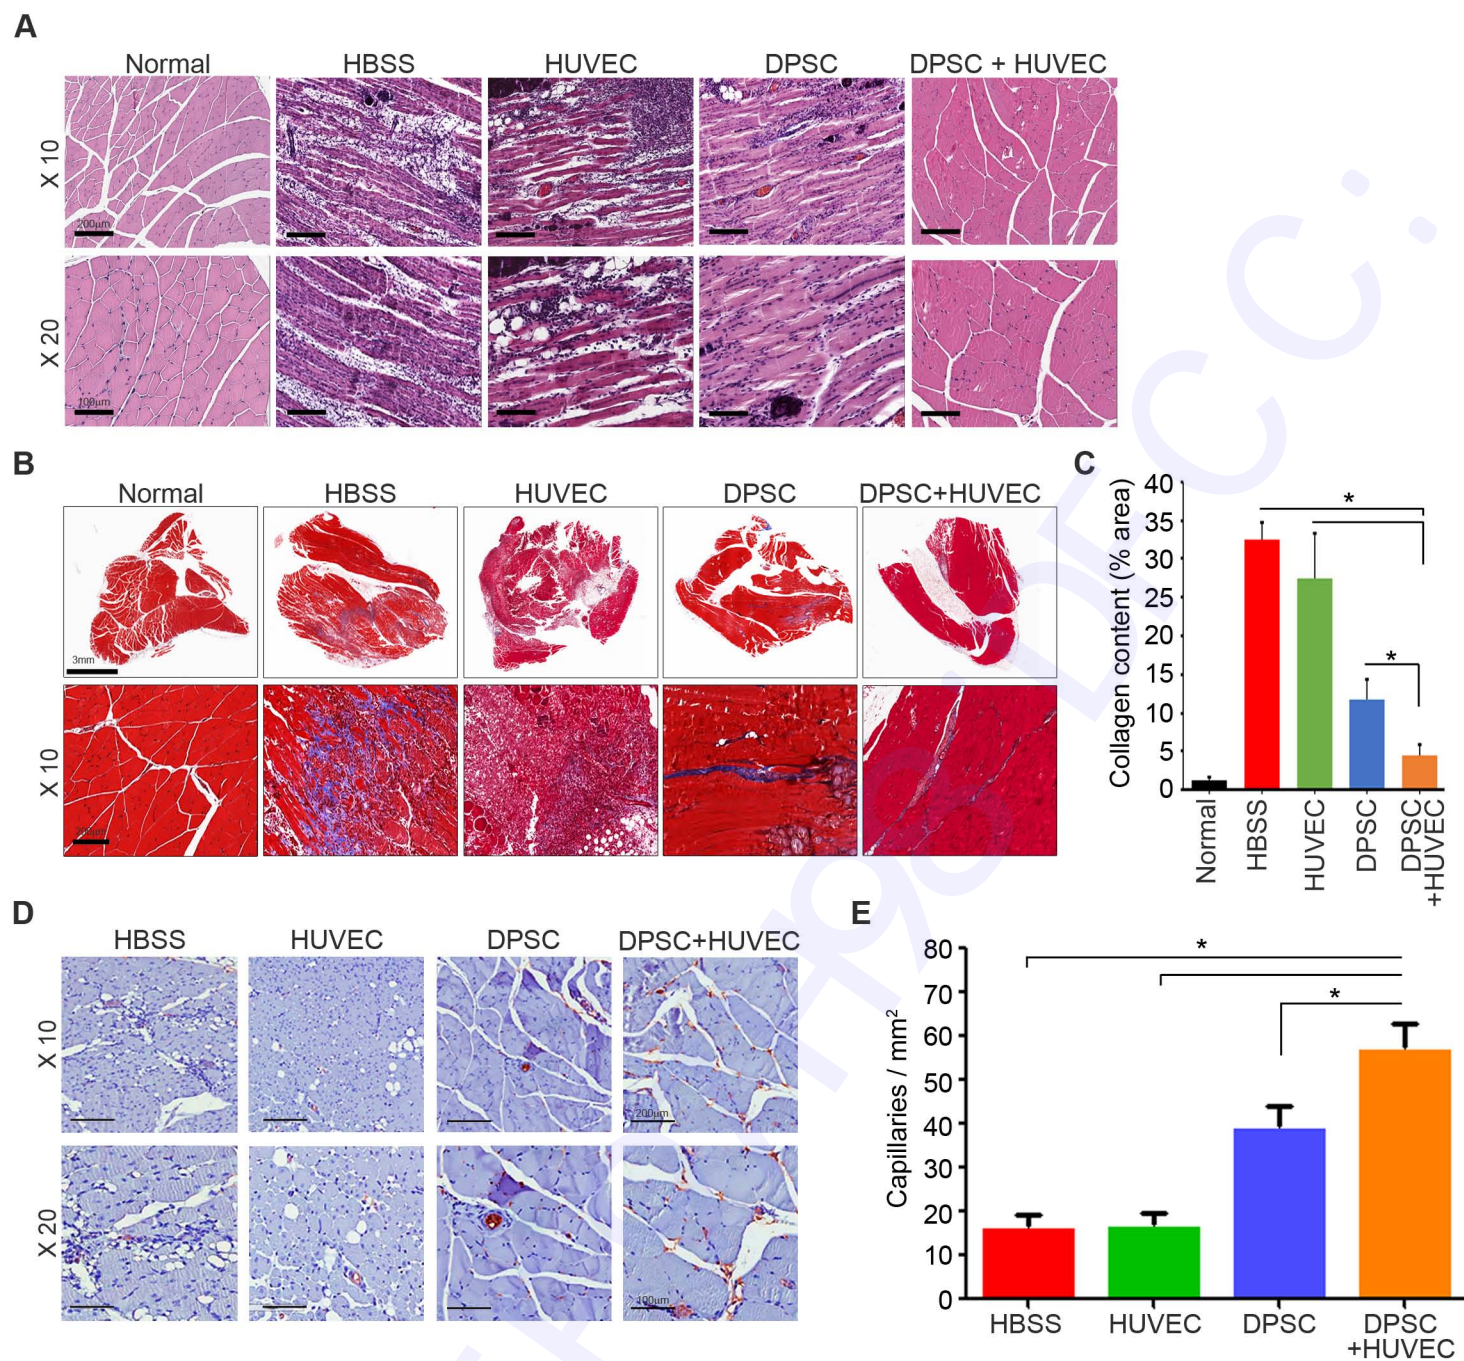 A
Normal HBSS HUVEC DPSC DPSC + HUVEC
X 10
200µm
X 20
100µm
B
Normal HBSS HUVEC DPSC DPSC+HUVEC
3mm
X 10
C
Collagen content (% area)
40
35
30
25
20
15
10
5
0
*
*
Normal
HBSS
HUVEC
DPSC
DPSC
+HUVEC
D
HBSS HUVEC DPSC DPSC+HUVEC
X 10
200µm
X 20
100µm
E
Capillaries / mm²
80
70
60
50
40
30
20
10
0
*
*
HBSS HUVEC DPSC DPSC
+HUVEC